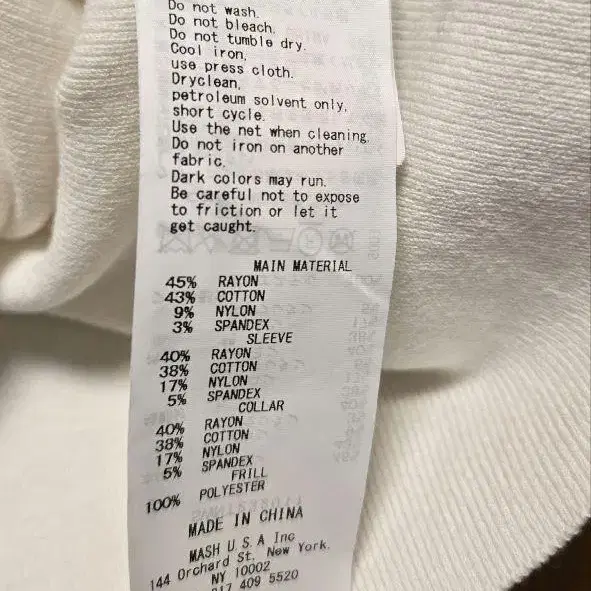 Do not wash.
Do not bleach.
Do not tumble dry.
Cool iron,
use press cloth.
Dryclean,
petroleum solvent only,
short cycle.
Use the net when cleaning.
Do not iron on another
fabric.
Dark colors may run.
Be careful not to expose
to friction or let it
get caught.
MAIN MATERIAL
45% RAYON
43% COTTON
9% NYLON
3% SPANDEX
SLEEVE
40% RAYON
38% COTTON
17% NYLON
5% SPANDEX
COLLAR
40% RAYON
38% COTTON
17% NYLON
5% SPANDEX
FRILL
100% POLYESTER
MADE IN CHINA
MASH U.S.A Inc
144 Orchard St, New York.
NY 10002
409 5520